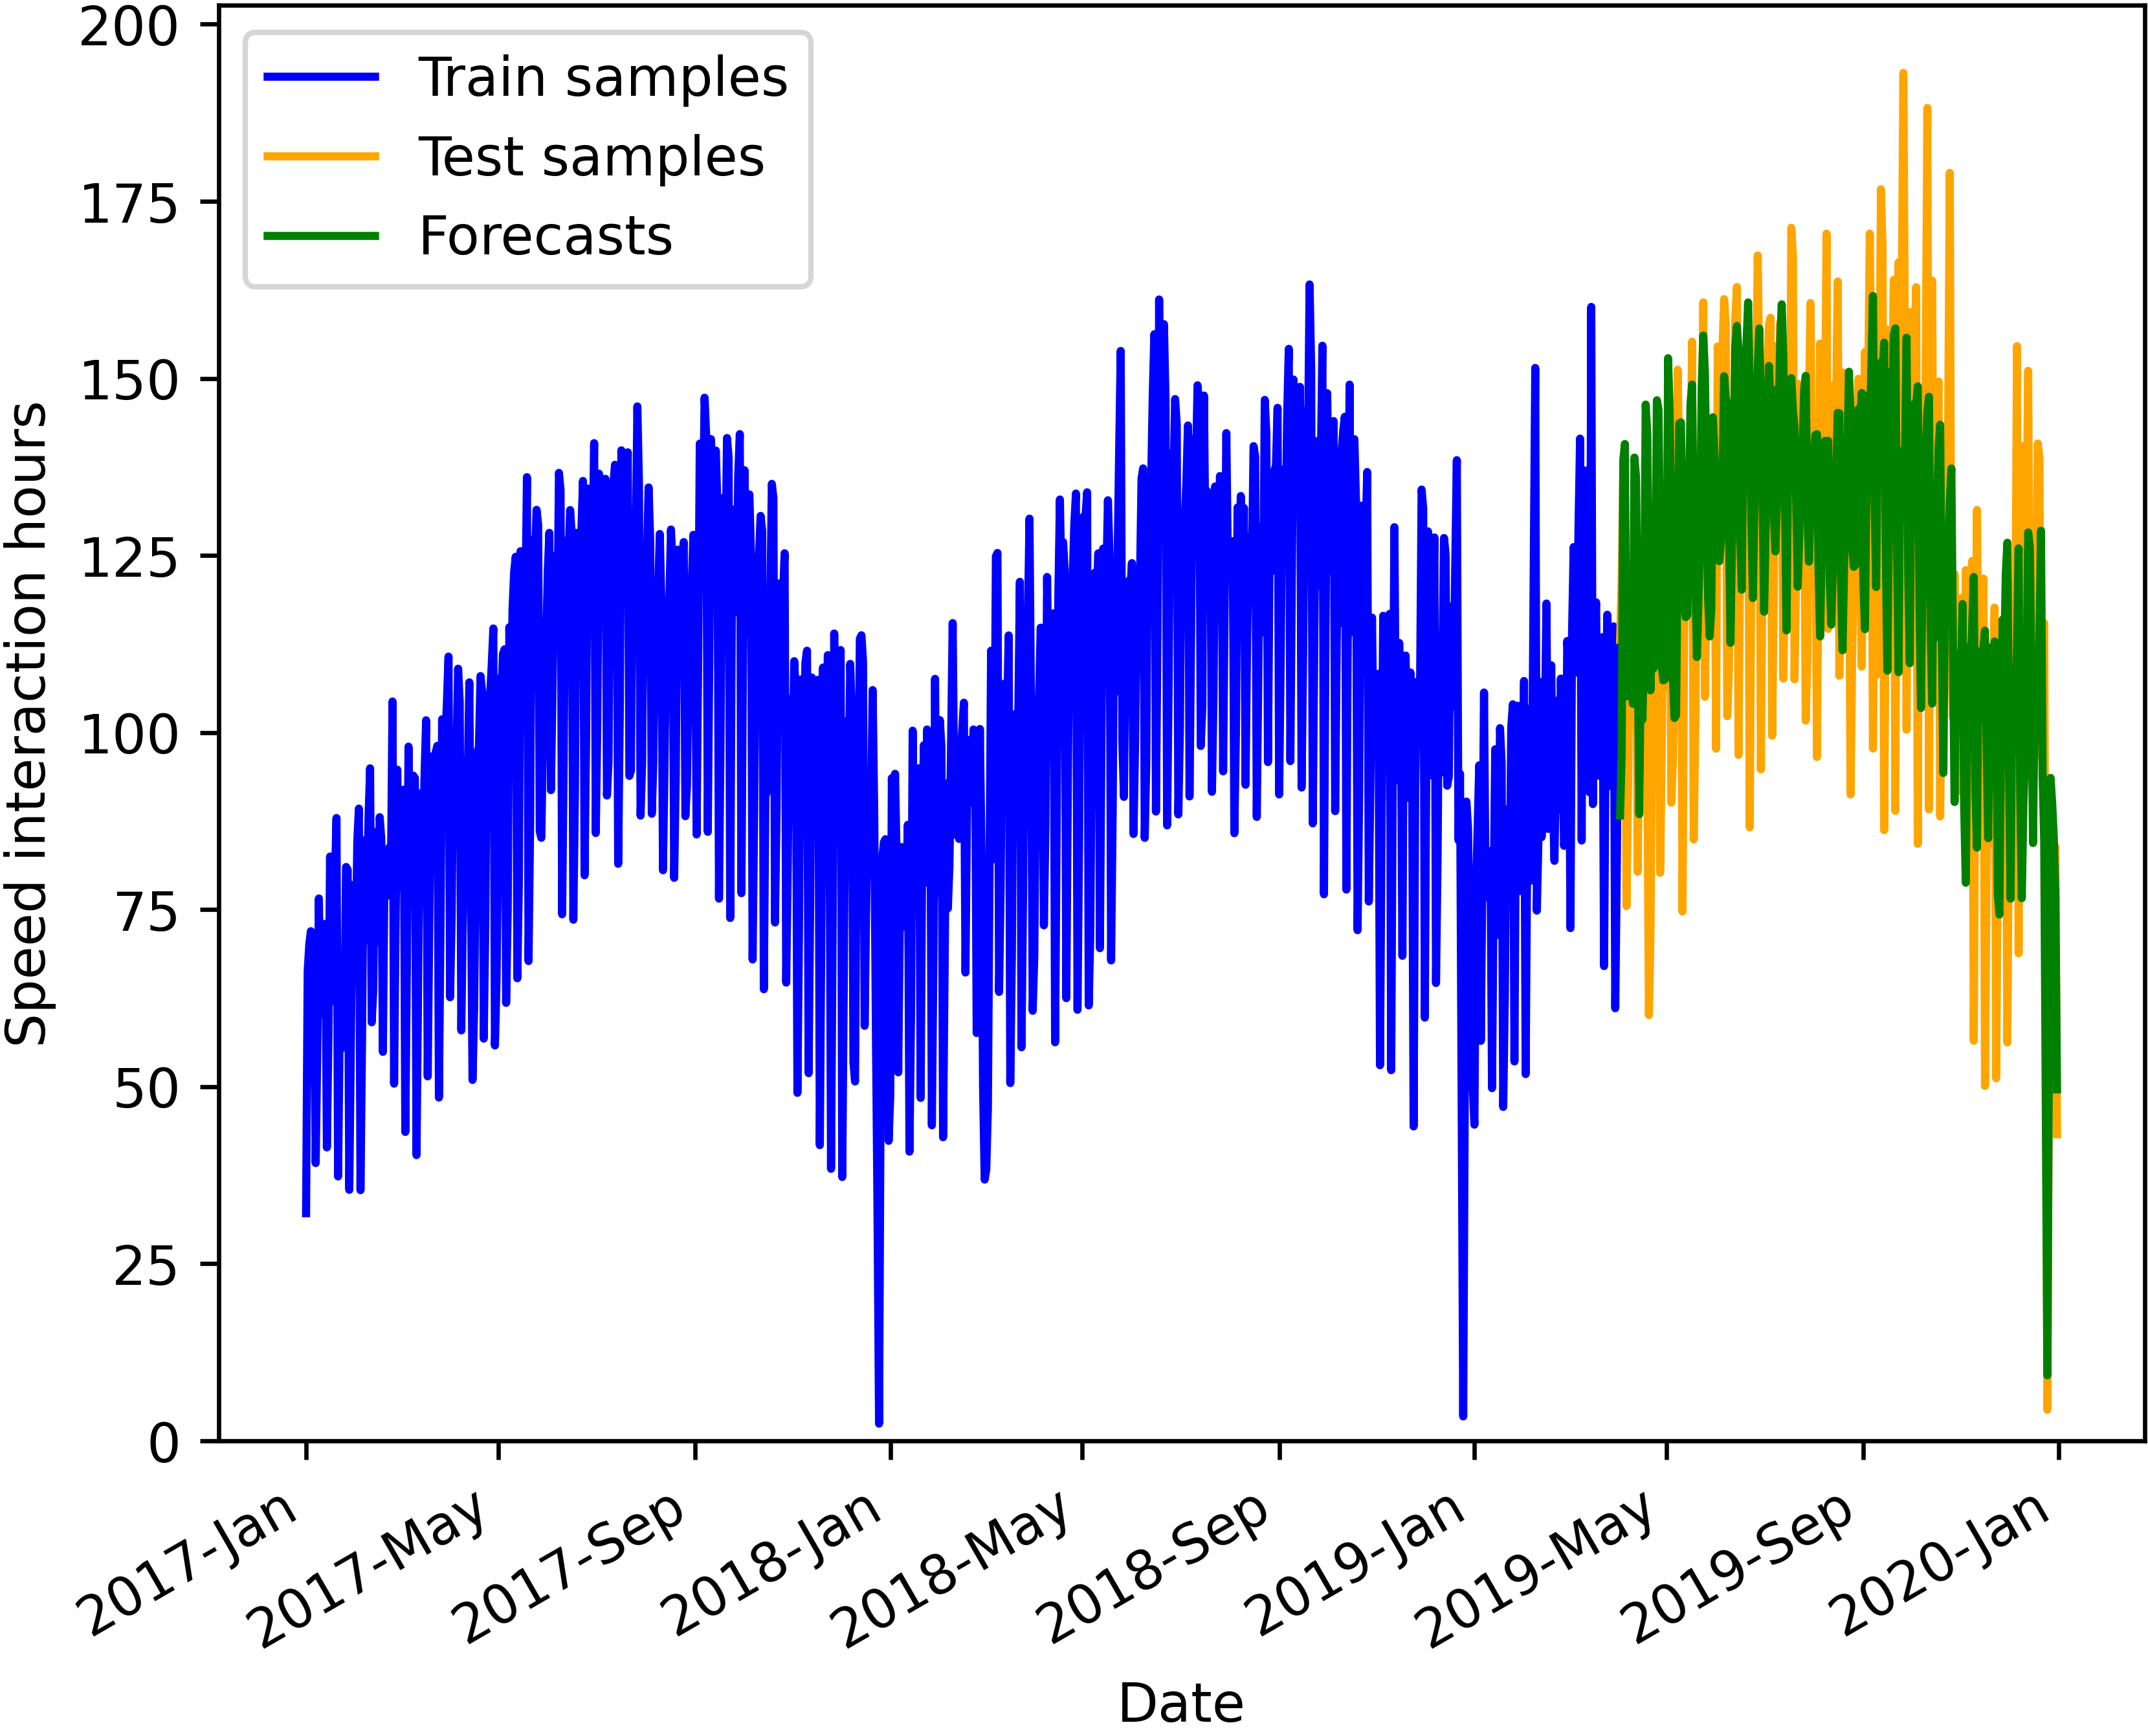 200
175
150
125
100
75
50
25
0
Speed interaction hours
Train samples
Test samples
Forecasts
2017-Jan
2017-May
2017-Sep
2018-Jan
2018-May
2018-Sep
2019-Jan
2019-May
2019-Sep
2020-Jan
Date